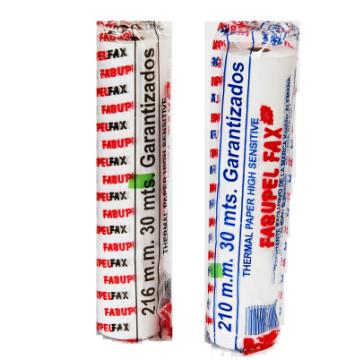 FABUPEL FAX
216 m.m. 30 mts. Garantizados
THERMAL PAPER HIGH SENSITIVE
210 m.m. 30 mts. Garantizados
THERMAL PAPER HIGH SENSITIVE
FABUPEL FAX